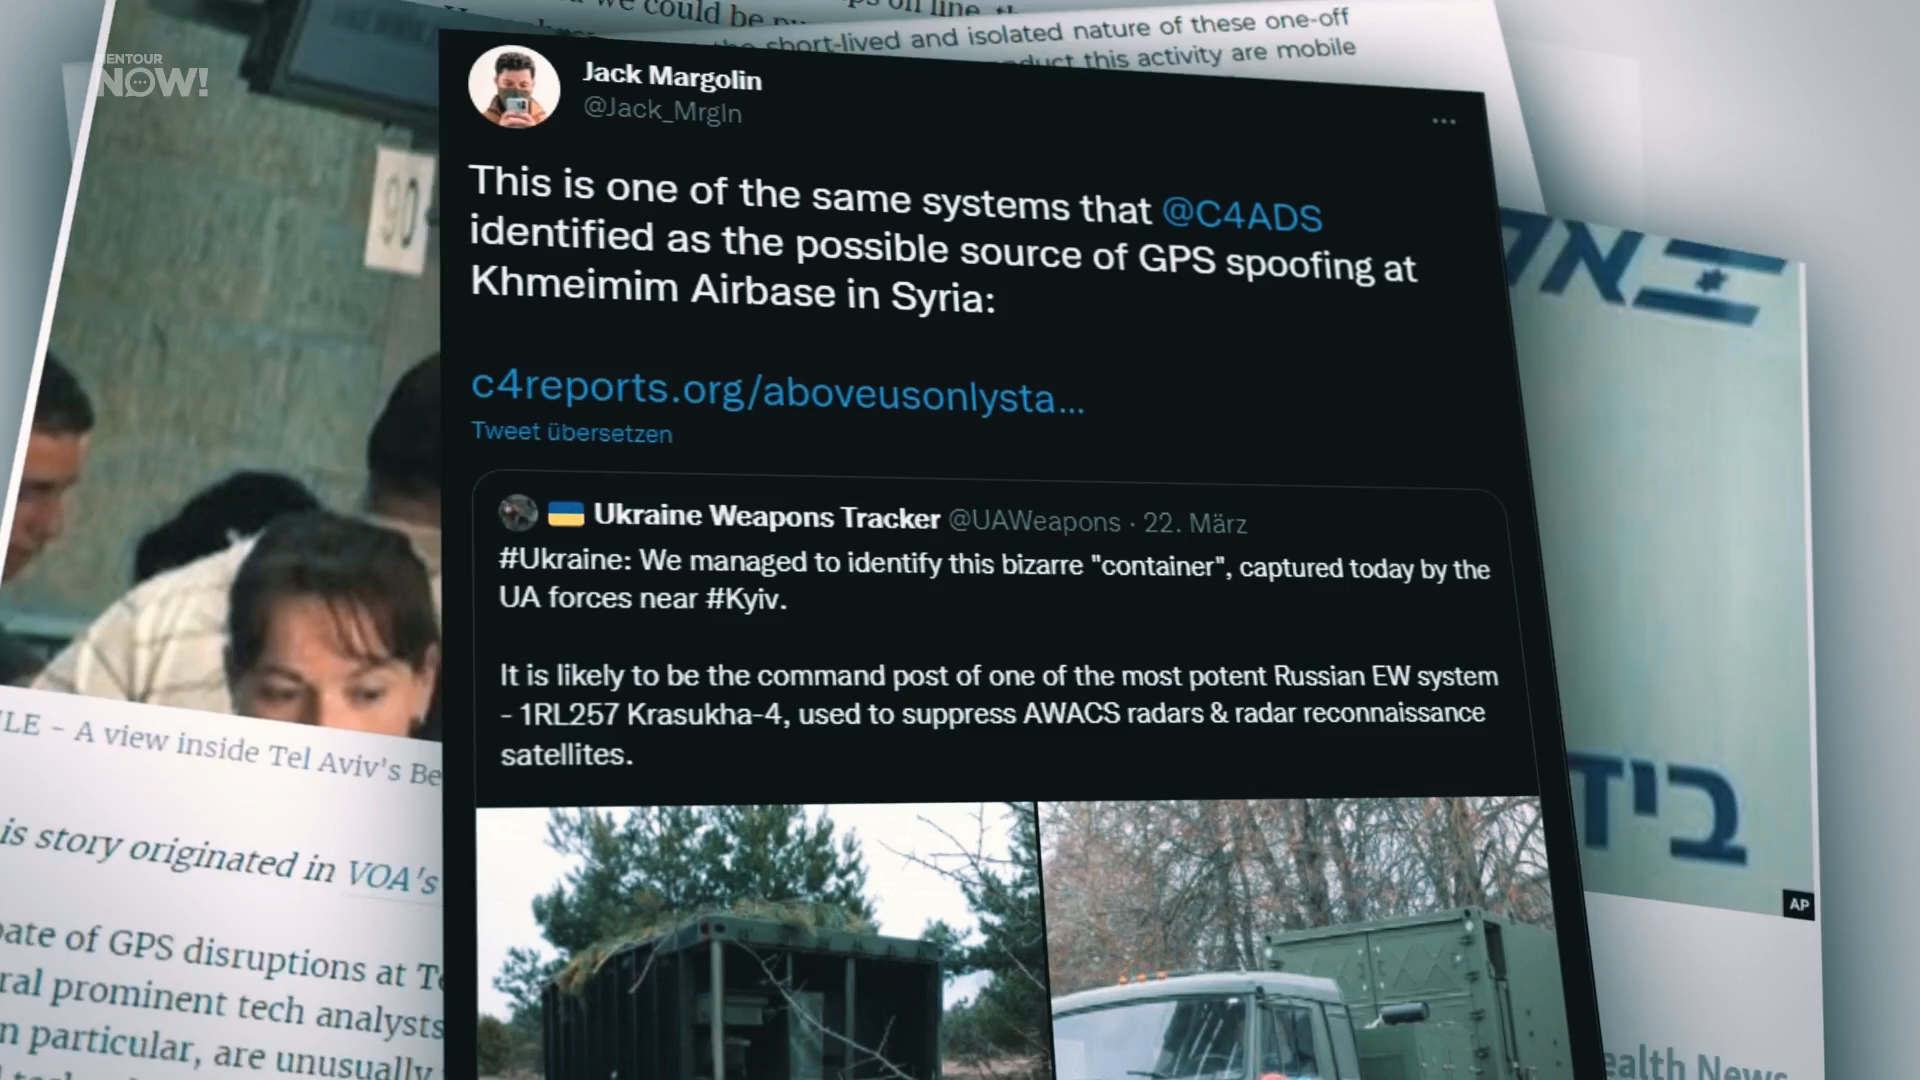 MENTOUR
NOW!
we could be
line,
short-lived and isolated nature of these one-off
this activity are mobile
90
Jack Margolin
@Jack_Mrgln
This is one of the same systems that @C4ADS
identified as the possible source of GPS spoofing at
Khmeimim Airbase in Syria:
c4reports.org/aboveusonlysta...
Tweet übersetzen
Ukraine Weapons Tracker @UAWeapons · 22. März
#Ukraine: We managed to identify this bizarre "container", captured today by the
UA forces near #Kyiv.
It is likely to be the command post of one of the most potent Russian EW system
- 1RL257 Krasukha-4, used to suppress AWACS radars & radar reconnaissance
satellites.
- A view inside Tel Aviv's Be
is story originated in VOA's
of GPS disruptions at
prominent tech analysts
particular, are unusually
AP
News